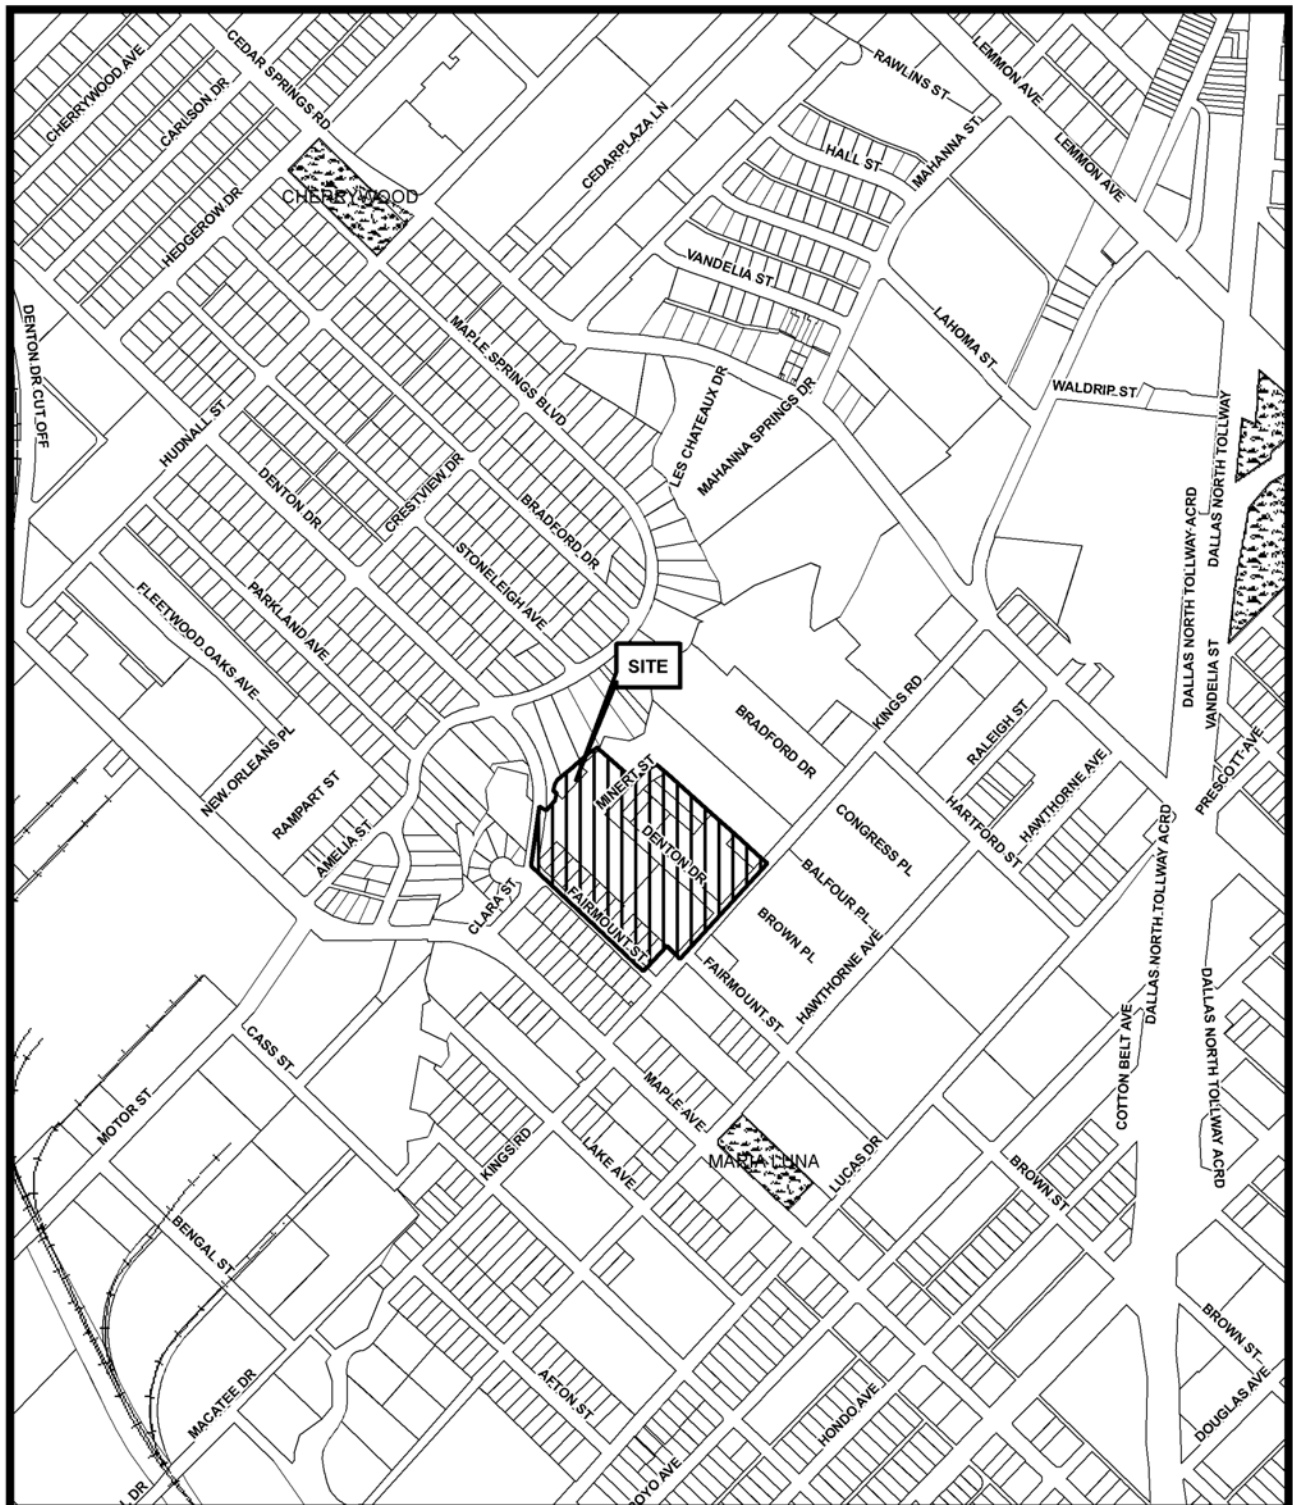 CEDAR SPRINGS RD
CHERRYWOOD AVE
CARLSON DR
RAWLINS ST
LEMMON AVE
CEDARPLAZA LN
HALL ST
MAHANNA ST
LEMMON AVE
CHERRYWOOD
HEDGEROW DR
VANDELIA ST
DENTON DR CUT OFF
MAPLE SPRINGS BLVD
LAHOMA ST
WALDRIP ST
LES CHATEAUX DR
MAHANNA SPRINGS DR
DALLAS NORTH TOLLWAY
HUDNALL ST
DENTON DR
CRESTVIEW DR
BRADFORD DR
STONELEIGH AVE
DALLAS NORTH TOLLWAY ACRD
DALLAS NORTH TOLLWAY
FLEETWOOD OAKS AVE
PARKLAND AVE
SITE
VANDELIA ST
KINGS RD
BRADFORD DR
RALEIGH ST
NEW ORLEANS PL
MINERT ST
PRESCOTT AVE
RAMPART ST
AMELIA ST
DENTON DR
CONGRESS PL
HARTFORD ST
HAWTHORNE AVE
BALFOUR PL
CLARA ST
FAIRMOUNT ST
BROWN PL
HAWTHORNE AVE
DALLAS NORTH TOLLWAY ACRD
FAIRMOUNT ST
CASS ST
COTTON BELT AVE
DALLAS NORTH TOLLWAY ACRD
MOTOR ST
MAPLE AVE
KINGS RD
LAKE AVE
MARIA LUNA
LUCAS DR
BROWN ST
BENGAL ST
BROWN ST
MACATEE DR
AFTON ST
HONDO AVE
DOUGLAS AVE
OYO AVE
DR